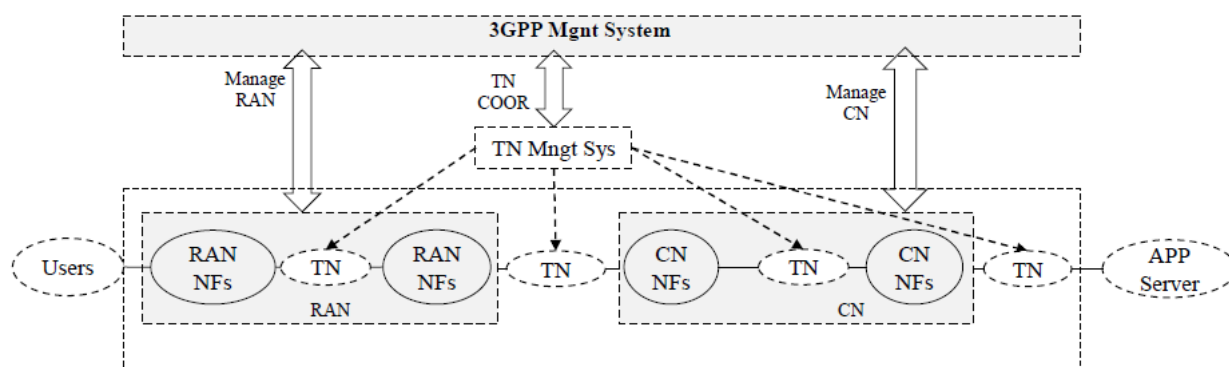 3GPP Mgnt System
Manage
RAN
TN
COOR
Manage
CN
TN Mngt Sys
Users
RAN
NFs
TN
RAN
NFs
RAN
TN
CN
NFs
TN
CN
NFs
CN
TN
APP
Server